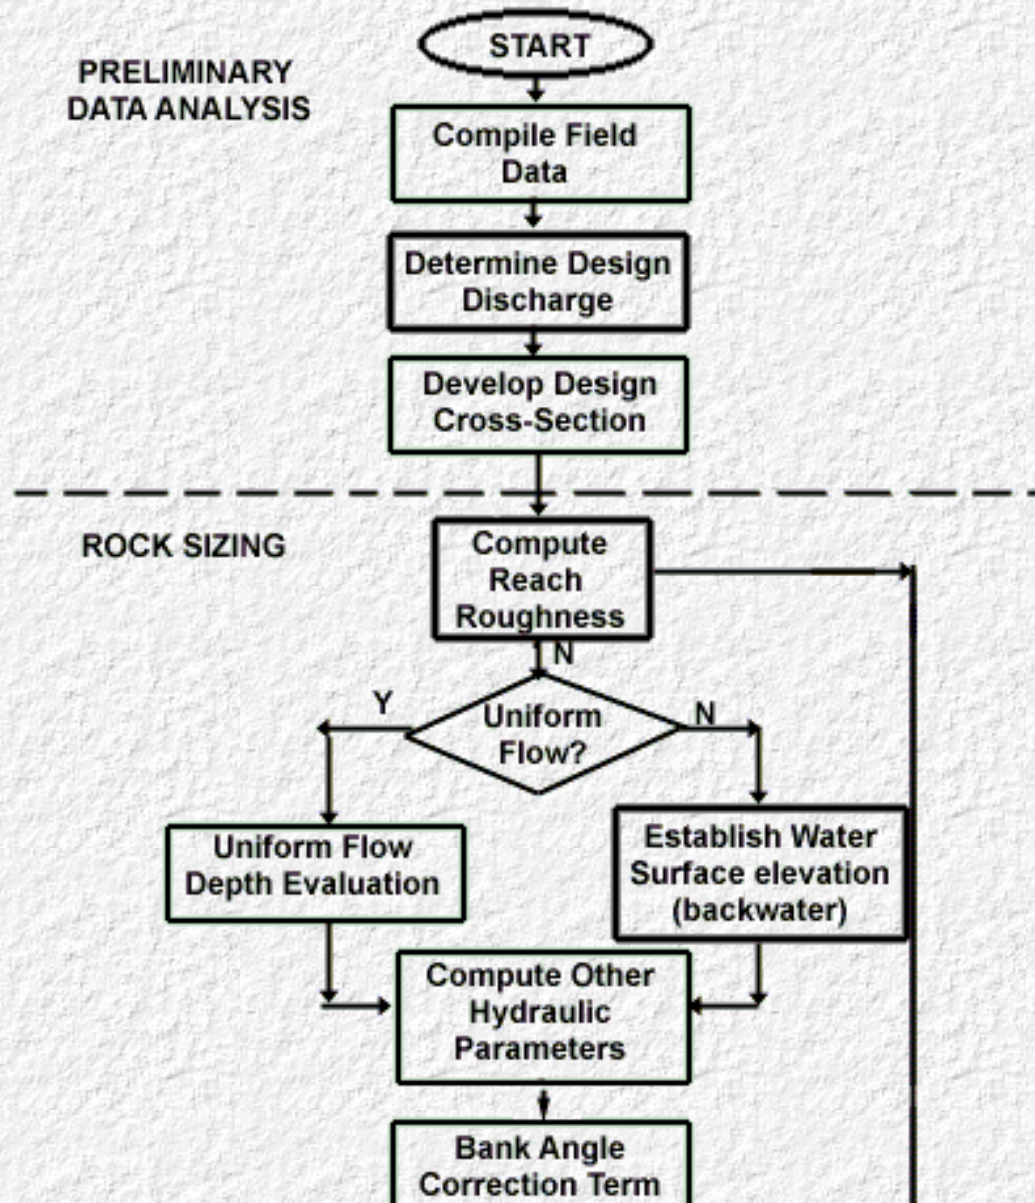 START
PRELIMINARY
DATA ANALYSIS
Compile Field
Data
Determine Design
Discharge
Develop Design
Cross-Section
ROCK SIZING
Compute
Reach
Roughness
N
Y
Uniform
Flow?
N
Uniform Flow
Depth Evaluation
Establish Water
Surface elevation
(backwater)
Compute Other
Hydraulic
Parameters
Bank Angle
Correction Term